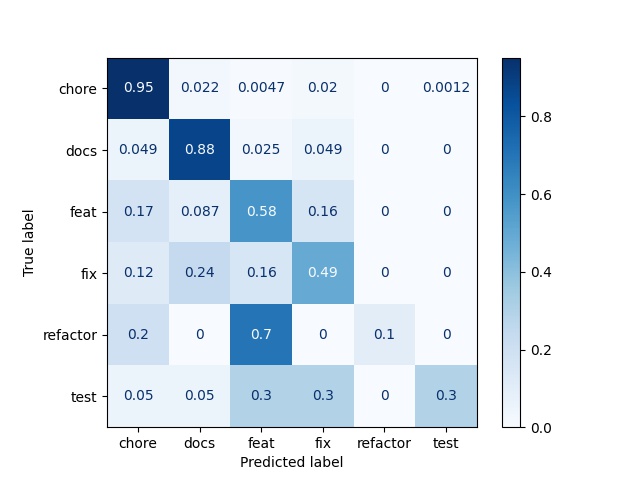 chore 0.95 0.022 0.0047 0.02 0 0.0012
docs 0.049 0.88 0.025 0.049 0 0
feat 0.17 0.087 0.58 0.16 0 0
fix 0.12 0.24 0.16 0.49 0 0
refactor 0.2 0 0.7 0 0.1 0
test 0.05 0.05 0.3 0.3 0 0.3
chore docs feat fix refactor test
Predicted label
True label
0.8
0.6
0.4
0.2
0.0